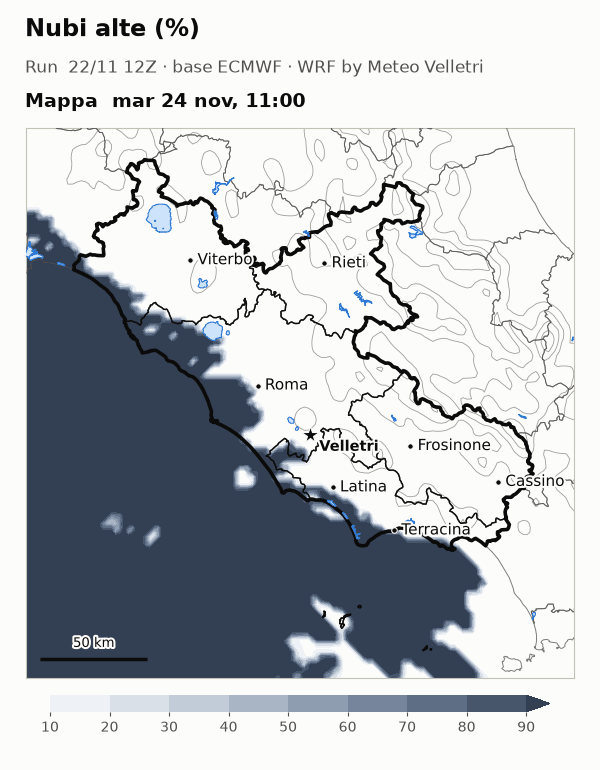 Nubi alte (%)
Run  22/11 12Z · base ECMWF · WRF by Meteo Velletri
Mappa  mar 24 nov, 11:00
Viterbo
Rieti
Roma
Velletri
Frosinone
Latina
Cassino
Terracina
50 km
10 20 30 40 50 60 70 80 90